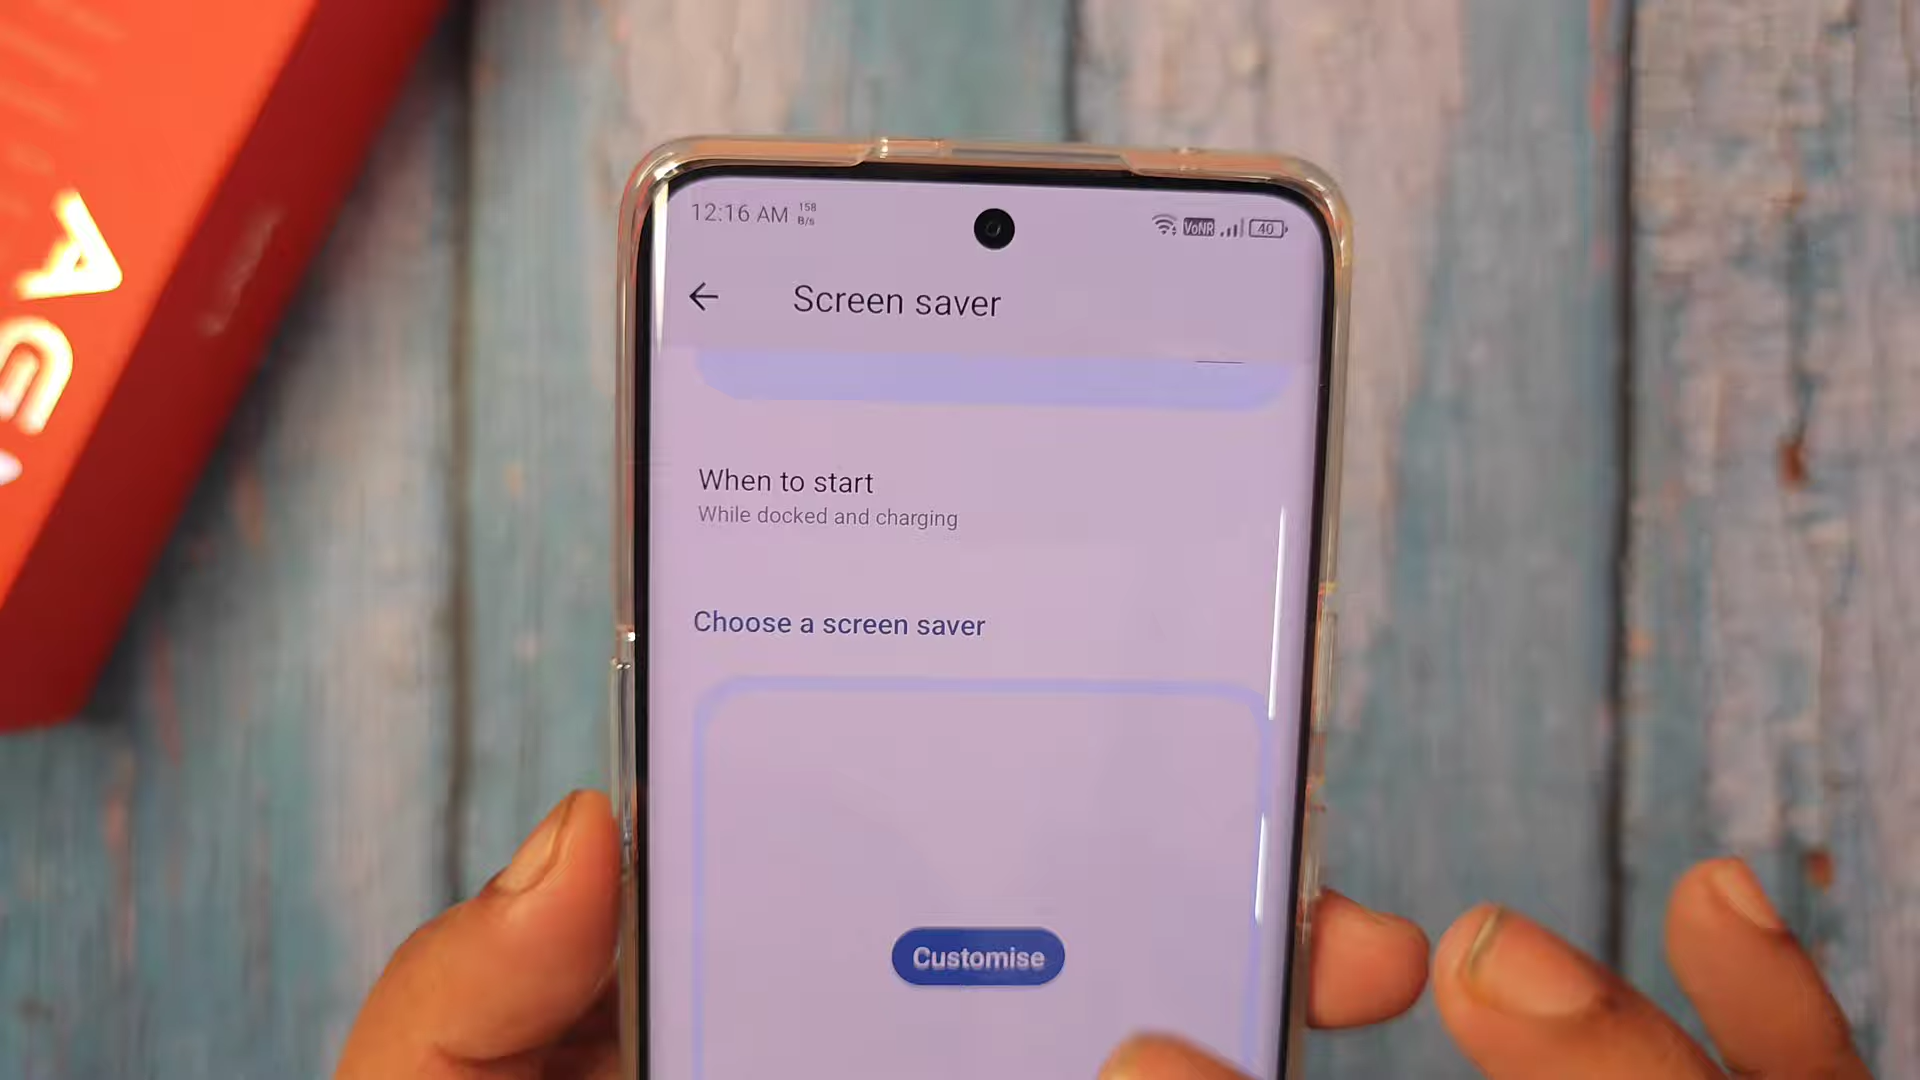 12:16 AM 158 B/s VoNR 40
Screen saver
When to start
While docked and charging
Choose a screen saver
Customise
AG